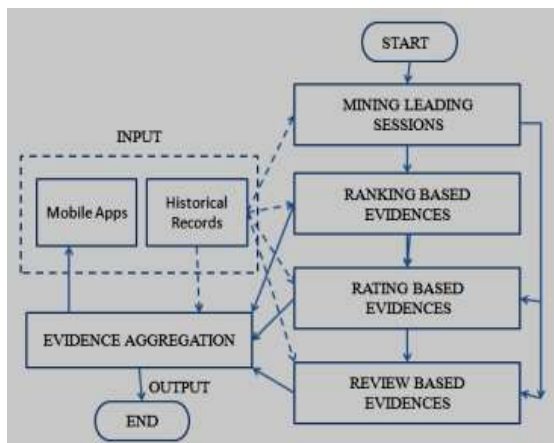 START
MINING LEADING
SESSIONS
INPUT
Mobile Apps
Historical
Records
RANKING BASED
EVIDENCES
RATING BASED
EVIDENCES
EVIDENCE AGGREGATION
OUTPUT
REVIEW BASED
EVIDENCES
END